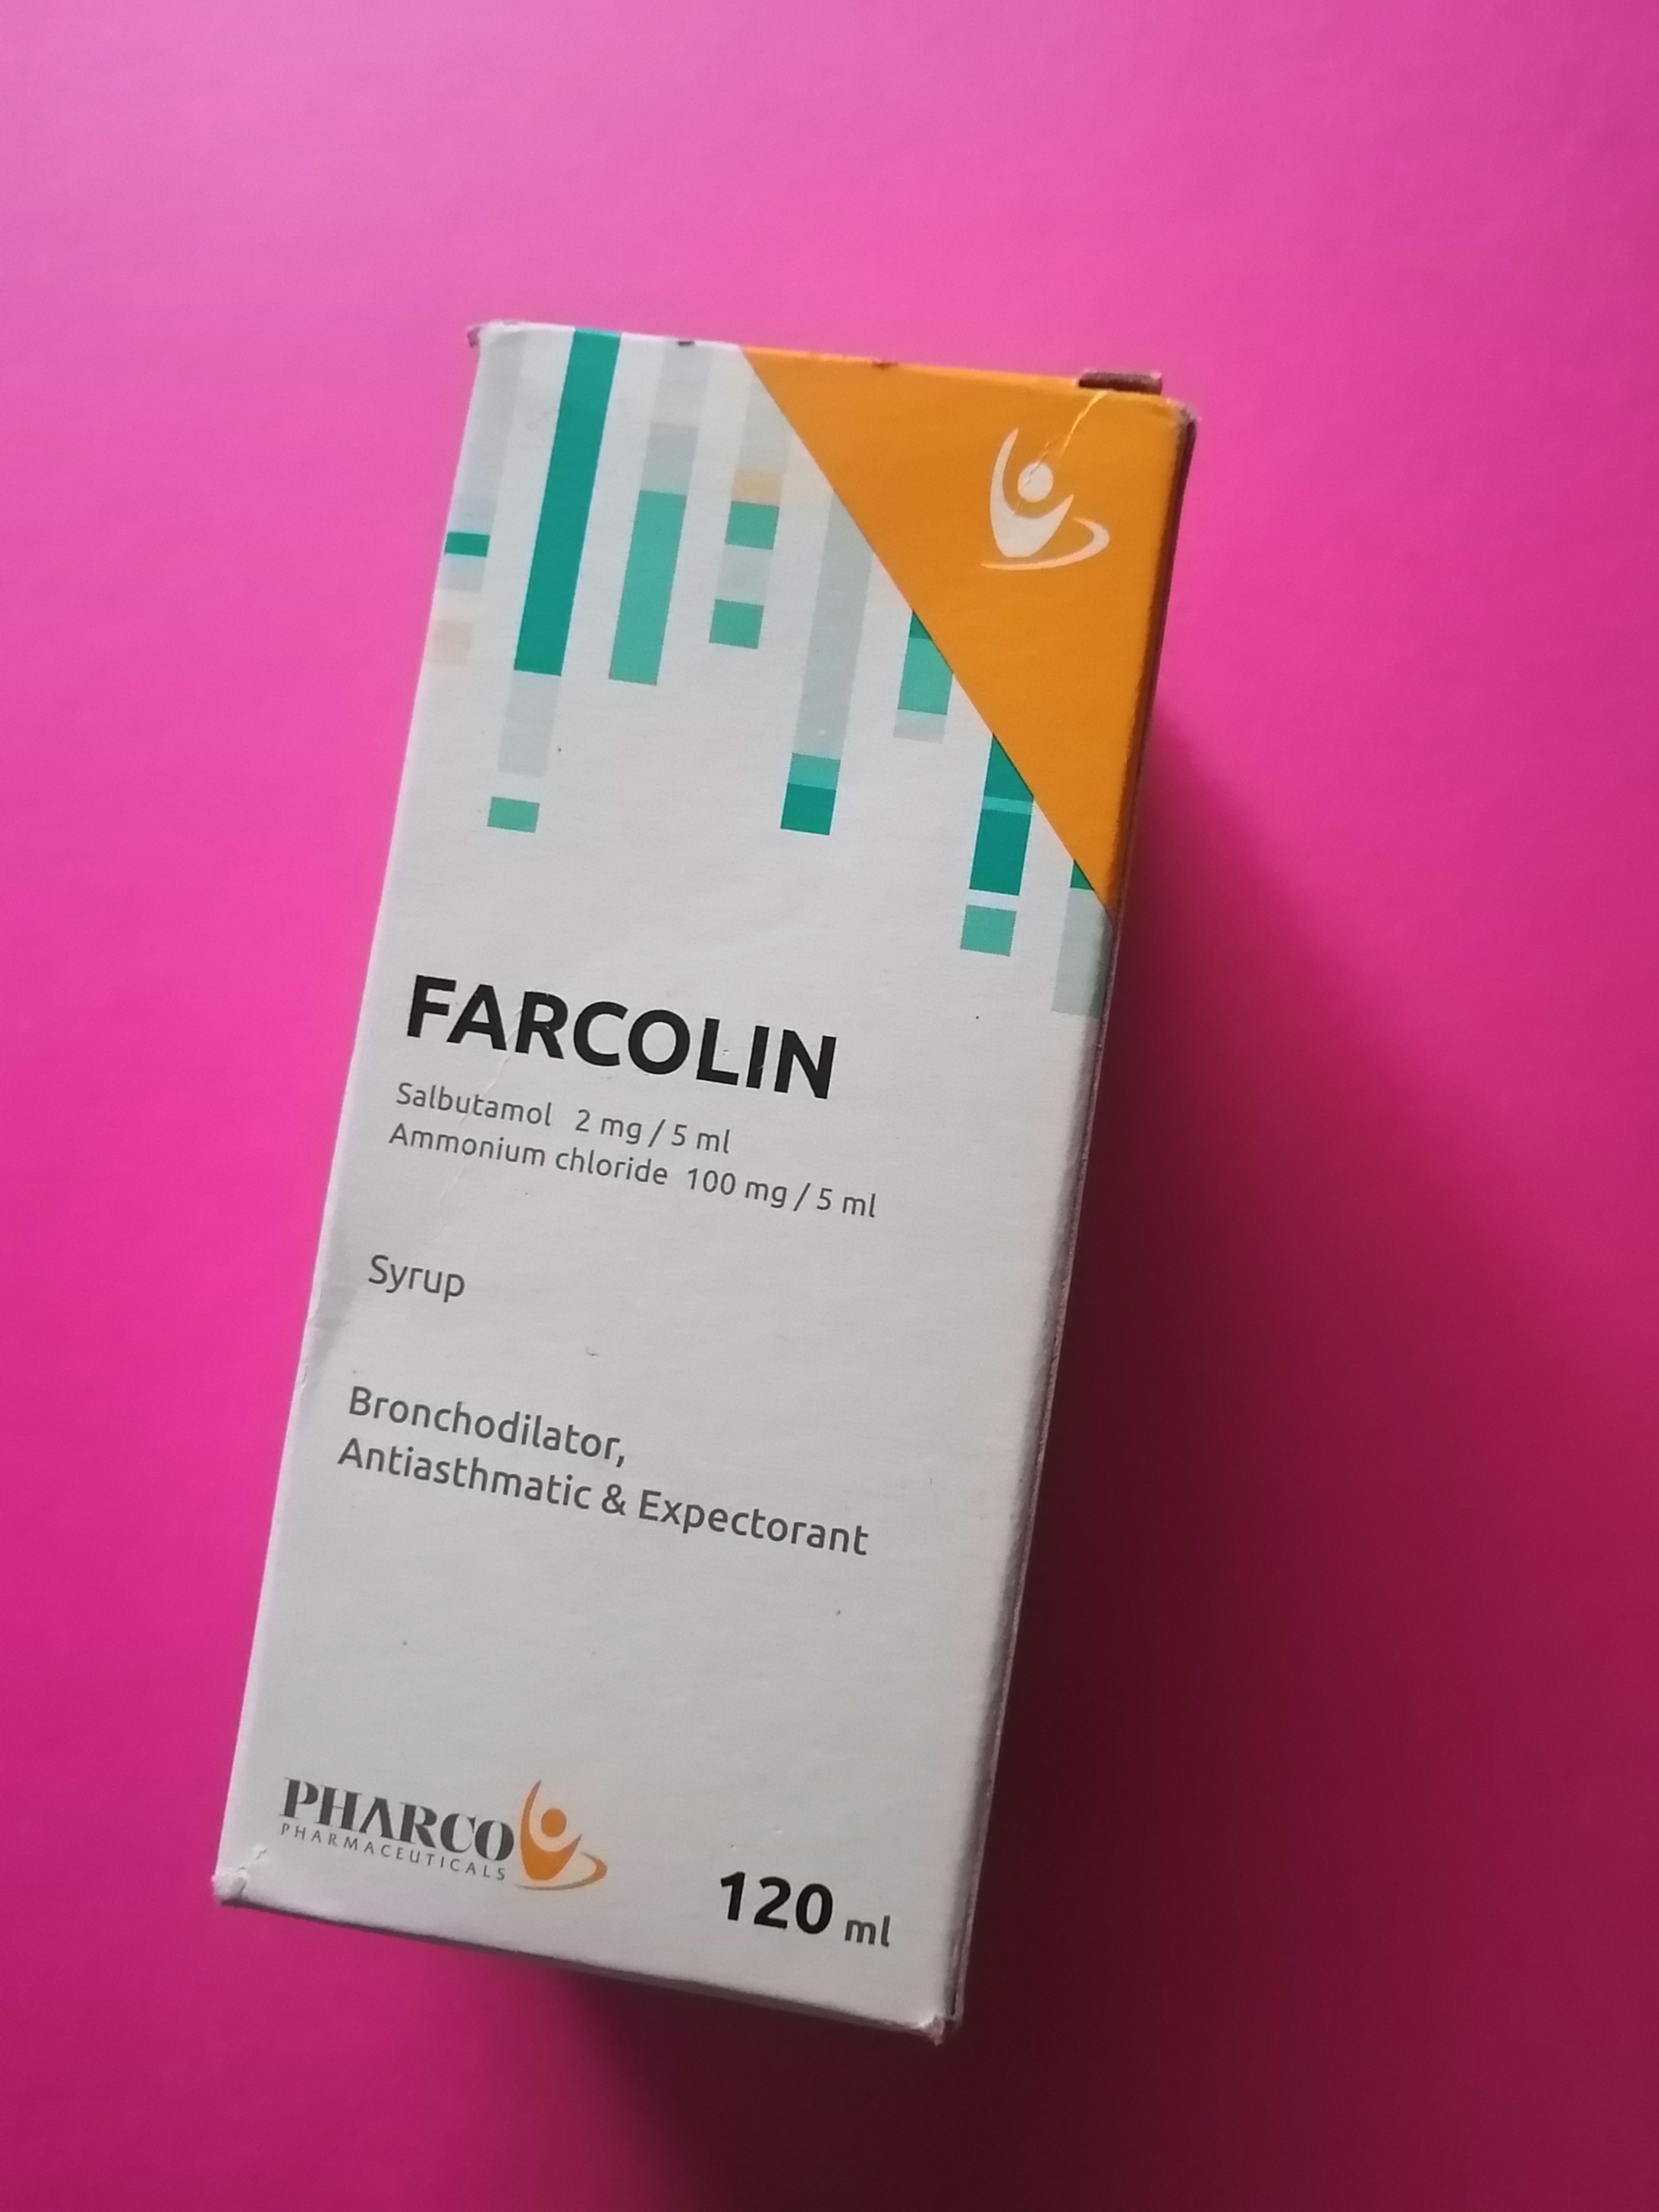 FARCOLIN
Salbutamol 2 mg / 5 ml
Ammonium chloride 100 mg / 5 ml
Syrup
Bronchodilator,
Antiasthmatic & Expectorant
PHARCO
PHARMACEUTICALS
120 ml